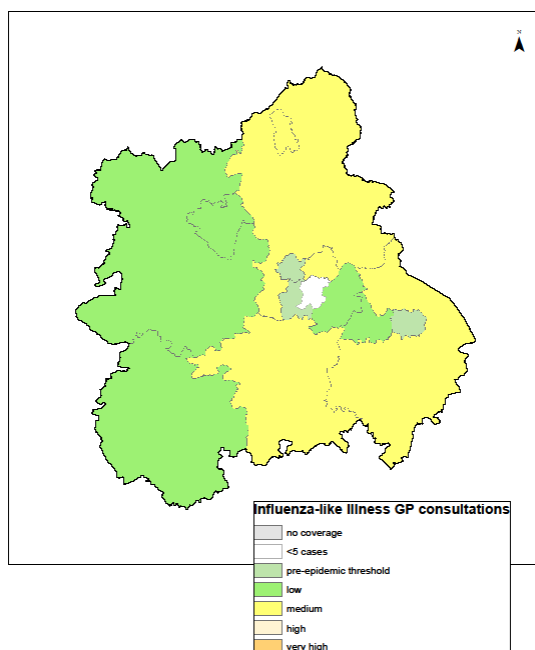 Influenza-like Illness GP consultations
no coverage
<5 cases
pre-epidemic threshold
low
medium
high
very high